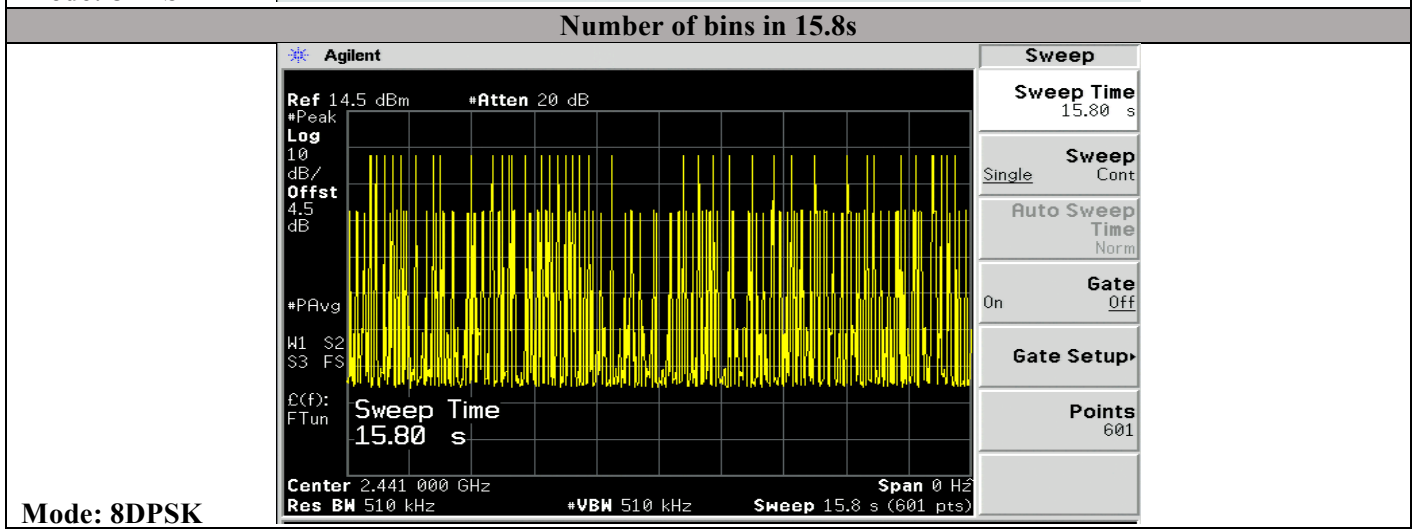 Number of bins in 15.8s
Agilent
Sweep
Ref 14.5 dBm #Atten 20 dB
#Peak
Log
10
dB/
Offst
4.5
dB
#PAvg
W1 S2
S3 FS
£(f):
FTun
Sweep Time
15.80 s
Center 2.441 000 GHz Span 0 Hz
Res BW 510 kHz #VBW 510 kHz Sweep 15.8 s (601 pts)
Sweep Time
15.80 s
Sweep
Single Cont
Auto Sweep
Time
Norm
Gate
On Off
Gate Setup▸
Points
601
Mode: 8DPSK